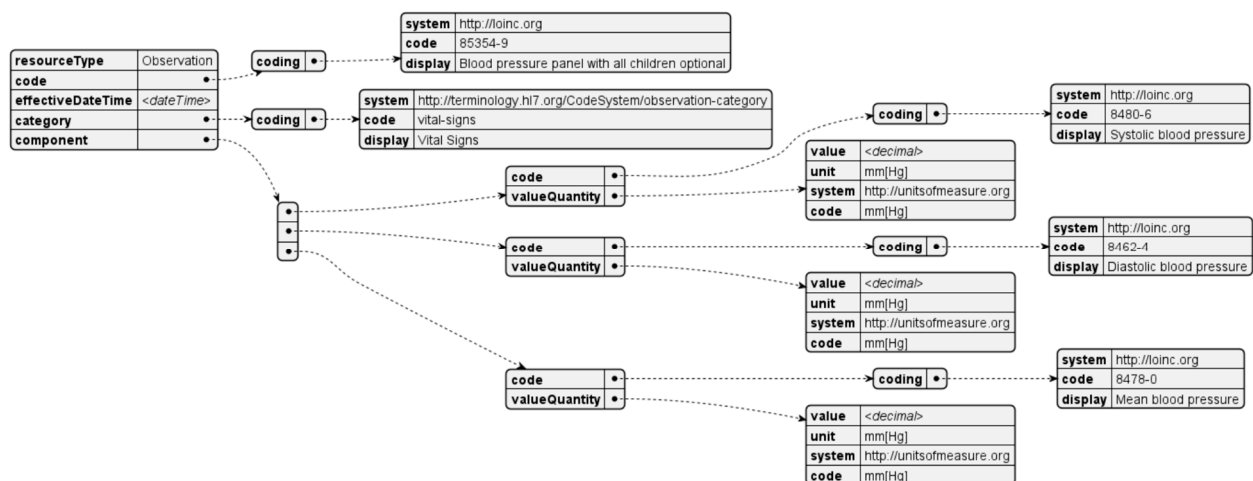 resourceType Observation
code
effectiveDateTime <dateTime>
category
component
coding
system http://loinc.org
code 85354-9
display Blood pressure panel with all children optional
coding
system http://terminology.hl7.org/CodeSystem/observation-category
code vital-signs
display Vital Signs
code
valueQuantity
coding
system http://loinc.org
code 8480-6
display Systolic blood pressure
value <decimal>
unit mm[Hg]
system http://unitsofmeasure.org
code mm[Hg]
code
valueQuantity
coding
system http://loinc.org
code 8462-4
display Diastolic blood pressure
value <decimal>
unit mm[Hg]
system http://unitsofmeasure.org
code mm[Hg]
code
valueQuantity
coding
system http://loinc.org
code 8478-0
display Mean blood pressure
value <decimal>
unit mm[Hg]
system http://unitsofmeasure.org
code mm[Hg]